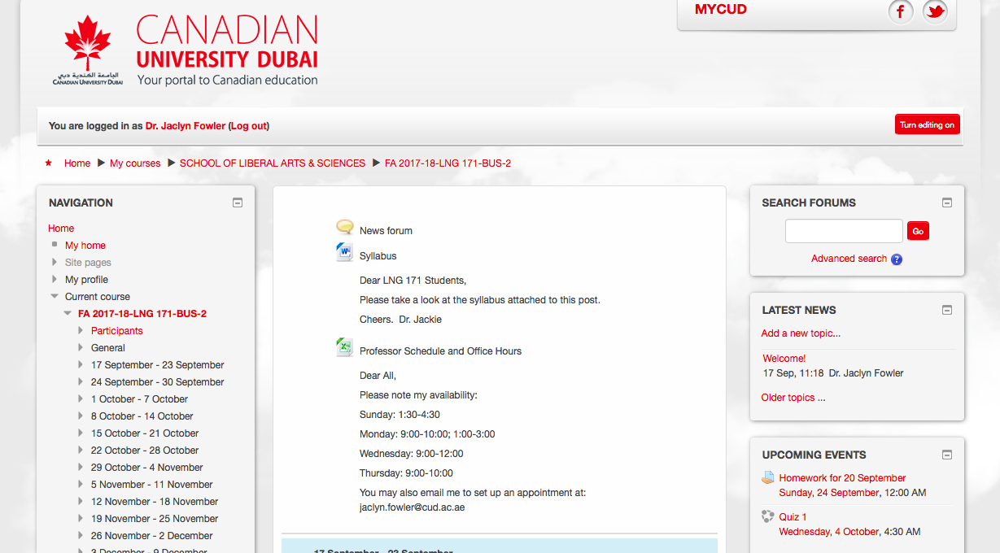 CANADIAN
UNIVERSITY DUBAI
Your portal to Canadian education
الجامعة الكندية دبي
CANADIAN UNIVERSITY DUBAI
MYCUD
You are logged in as Dr. Jaclyn Fowler (Log out)
Turn editing on
Home ▶ My courses ▶ SCHOOL OF LIBERAL ARTS & SCIENCES ▶ FA 2017-18-LNG 171-BUS-2
NAVIGATION
Home
My home
Site pages
My profile
Current course
FA 2017-18-LNG 171-BUS-2
Participants
General
17 September - 23 September
24 September - 30 September
1 October - 7 October
8 October - 14 October
15 October - 21 October
22 October - 28 October
29 October - 4 November
5 November - 11 November
12 November - 18 November
19 November - 25 November
26 November - 2 December
3 December - 9 December
News forum
Syllabus
Dear LNG 171 Students,
Please take a look at the syllabus attached to this post.
Cheers.  Dr. Jackie
Professor Schedule and Office Hours
Dear All,
Please note my availability:
Sunday: 1:30-4:30
Monday: 9:00-10:00; 1:00-3:00
Wednesday: 9:00-12:00
Thursday: 9:00-10:00
You may also email me to set up an appointment at:
jaclyn.fowler@cud.ac.ae
17 September - 23 September
SEARCH FORUMS
Go
Advanced search ?
LATEST NEWS
Add a new topic...
Welcome!
17 Sep, 11:18  Dr. Jaclyn Fowler
Older topics ...
UPCOMING EVENTS
Homework for 20 September
Sunday, 24 September, 12:00 AM
Quiz 1
Wednesday, 4 October, 4:30 AM